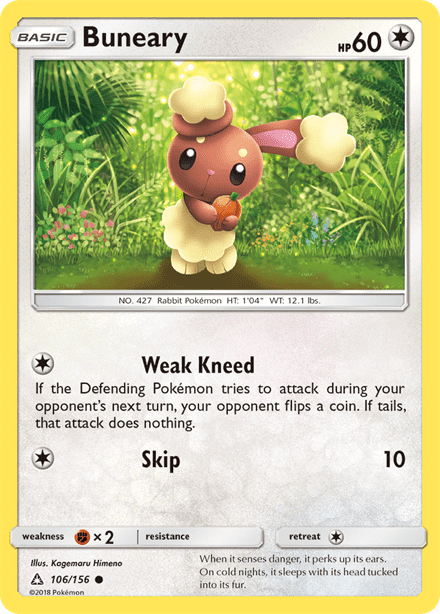 BASIC Buneary HP60
NO. 427 Rabbit Pokémon HT: 1'04" WT: 12.1 lbs.
Weak Kneed
If the Defending Pokémon tries to attack during your
opponent's next turn, your opponent flips a coin. If tails,
that attack does nothing.
Skip 10
weakness × 2 resistance retreat
Illus. Kagemaru Himeno
106/156
©2018 Pokémon
When it senses danger, it perks up its ears.
On cold nights, it sleeps with its head tucked
into its fur.